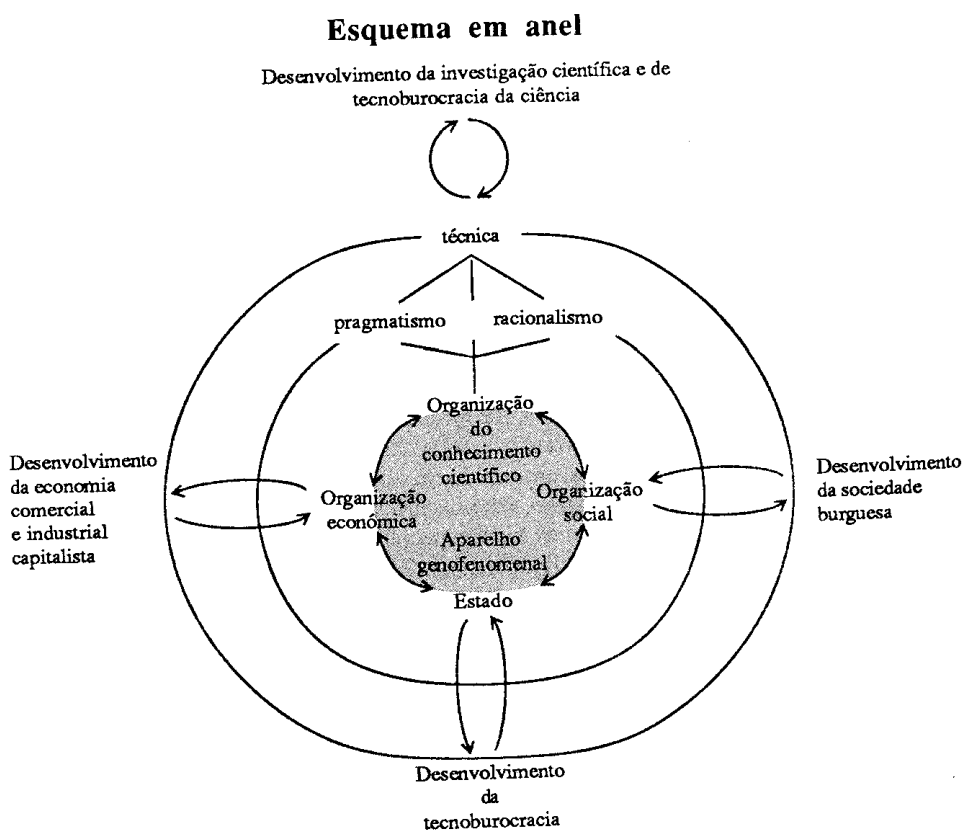 Esquema em anel
Desenvolvimento da investigação científica e de
tecnoburocracia da ciência
técnica
pragmatismo
racionalismo
Organização
do
conhecimento
científico
Desenvolvimento
da economia
comercial
e industrial
capitalista
Organização
económica
Organização
social
Desenvolvimento
da sociedade
burguesa
Aparelho
genofenomenal
Estado
Desenvolvimento
da
tecnoburocracia